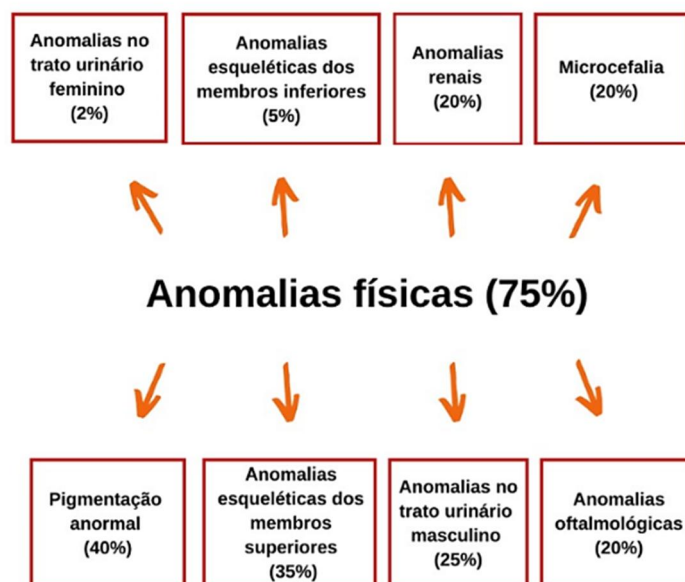 Anomalias no
trato urinário
feminino
(2%)
Anomalias
esqueléticas dos
membros inferiores
(5%)
Anomalias
renais
(20%)
Microcefalia
(20%)
Anomalias físicas (75%)
Pigmentação
anormal
(40%)
Anomalias
esqueléticas dos
membros
superiores
(35%)
Anomalias no
trato urinário
masculino
(25%)
Anomalias
oftalmológicas
(20%)